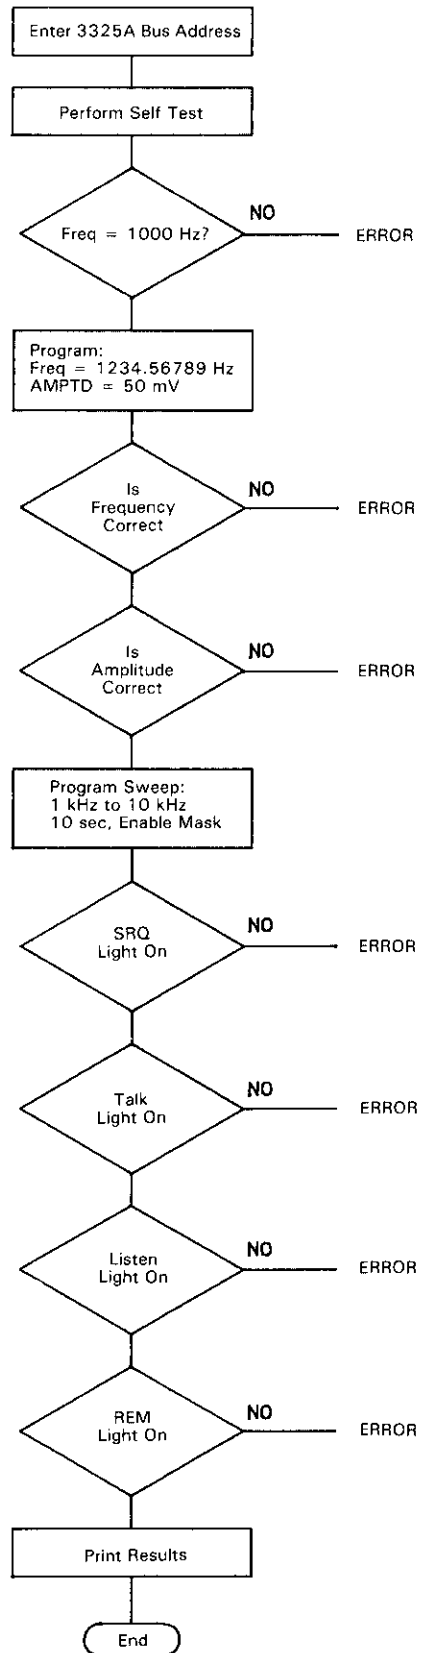 Enter 3325A Bus Address
Perform Self Test
Freq = 1000 Hz?
NO
ERROR
Program:
Freq = 1234.56789 Hz
AMPTD = 50 mV
Is
Frequency
Correct
NO
ERROR
Is
Amplitude
Correct
NO
ERROR
Program Sweep:
1 kHz to 10 kHz
10 sec, Enable Mask
SRQ
Light On
NO
ERROR
Talk
Light On
NO
ERROR
Listen
Light On
NO
ERROR
REM
Light On
NO
ERROR
Print Results
End